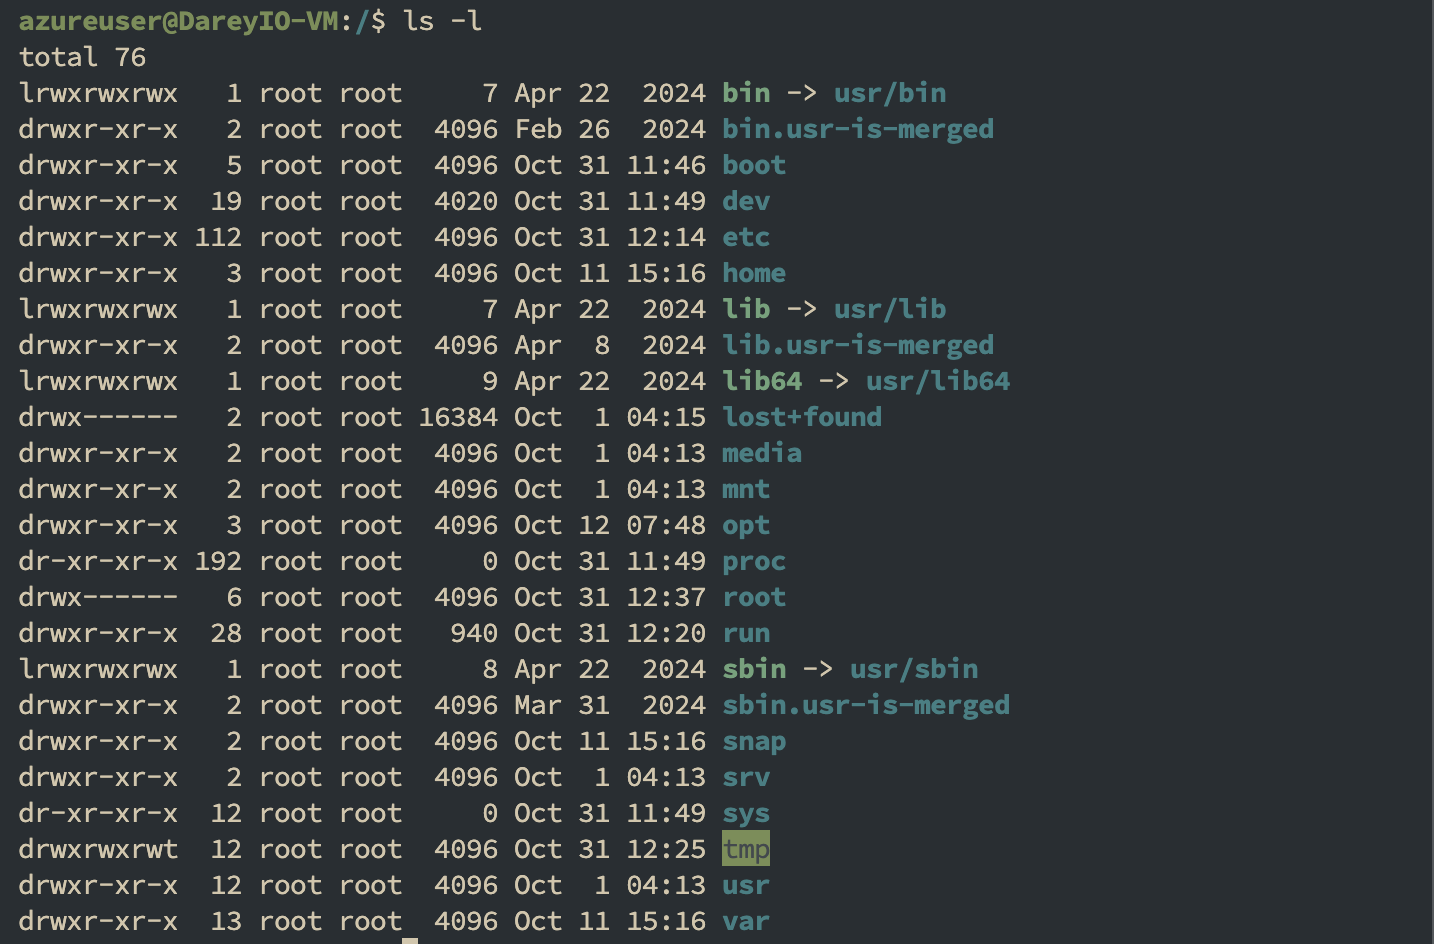 azureuser@DareyIO-VM:/$ ls -l
total 76
lrwxrwxrwx   1 root root     7 Apr 22  2024 bin -> usr/bin
drwxr-xr-x   2 root root  4096 Feb 26  2024 bin.usr-is-merged
drwxr-xr-x   5 root root  4096 Oct 31 11:46 boot
drwxr-xr-x  19 root root  4020 Oct 31 11:49 dev
drwxr-xr-x 112 root root  4096 Oct 31 12:14 etc
drwxr-xr-x   3 root root  4096 Oct 11 15:16 home
lrwxrwxrwx   1 root root     7 Apr 22  2024 lib -> usr/lib
drwxr-xr-x   2 root root  4096 Apr  8  2024 lib.usr-is-merged
lrwxrwxrwx   1 root root     9 Apr 22  2024 lib64 -> usr/lib64
drwx------   2 root root 16384 Oct  1 04:15 lost+found
drwxr-xr-x   2 root root  4096 Oct  1 04:13 media
drwxr-xr-x   2 root root  4096 Oct  1 04:13 mnt
drwxr-xr-x   3 root root  4096 Oct 12 07:48 opt
dr-xr-xr-x 192 root root     0 Oct 31 11:49 proc
drwx------   6 root root  4096 Oct 31 12:37 root
drwxr-xr-x  28 root root   940 Oct 31 12:20 run
lrwxrwxrwx   1 root root     8 Apr 22  2024 sbin -> usr/sbin
drwxr-xr-x   2 root root  4096 Mar 31  2024 sbin.usr-is-merged
drwxr-xr-x   2 root root  4096 Oct 11 15:16 snap
drwxr-xr-x   2 root root  4096 Oct  1 04:13 srv
dr-xr-xr-x  12 root root     0 Oct 31 11:49 sys
drwxrwxrwt  12 root root  4096 Oct 31 12:25 tmp
drwxr-xr-x  12 root root  4096 Oct  1 04:13 usr
drwxr-xr-x  13 root root  4096 Oct 11 15:16 var